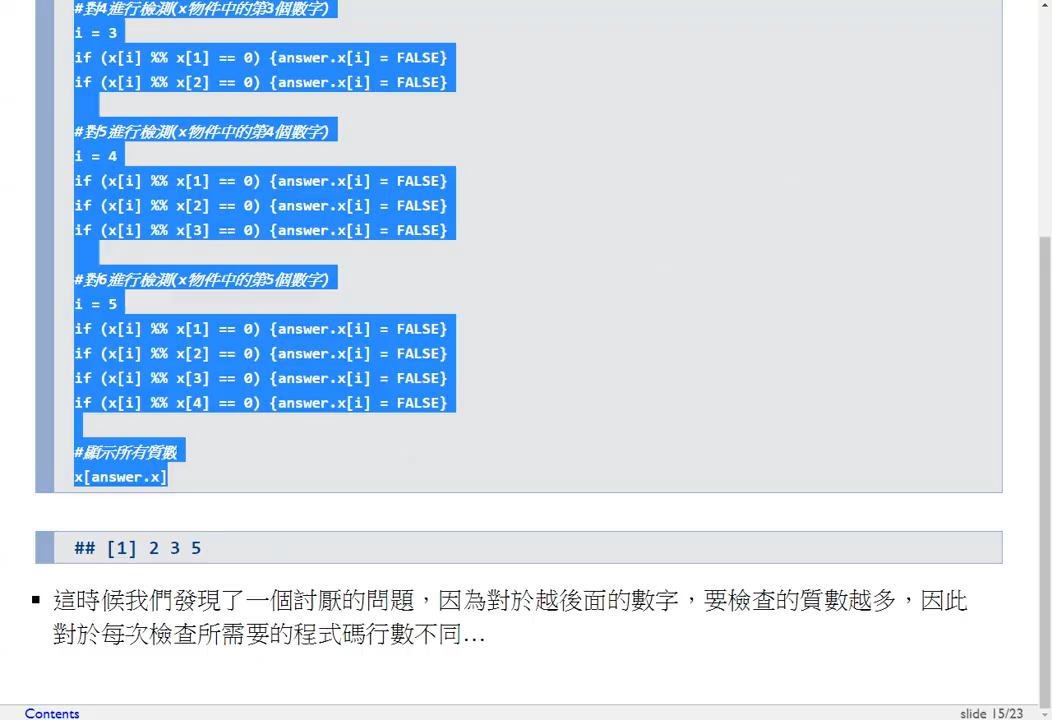 #對4進行檢測(x物件中的第3個數字)
i = 3
if (x[i] %% x[1] == 0) {answer.x[i] = FALSE}
if (x[i] %% x[2] == 0) {answer.x[i] = FALSE}
#對5進行檢測(x物件中的第4個數字)
i = 4
if (x[i] %% x[1] == 0) {answer.x[i] = FALSE}
if (x[i] %% x[2] == 0) {answer.x[i] = FALSE}
if (x[i] %% x[3] == 0) {answer.x[i] = FALSE}
#對6進行檢測(x物件中的第5個數字)
i = 5
if (x[i] %% x[1] == 0) {answer.x[i] = FALSE}
if (x[i] %% x[2] == 0) {answer.x[i] = FALSE}
if (x[i] %% x[3] == 0) {answer.x[i] = FALSE}
if (x[i] %% x[4] == 0) {answer.x[i] = FALSE}
#顯示所有質數
x[answer.x]
## [1] 2 3 5
▪ 這時候我們發現了一個討厭的問題，因為對於越後面的數字，要檢查的質數越多，因此
對於每次檢查所需要的程式碼行數不同…
Contents
slide 15/23